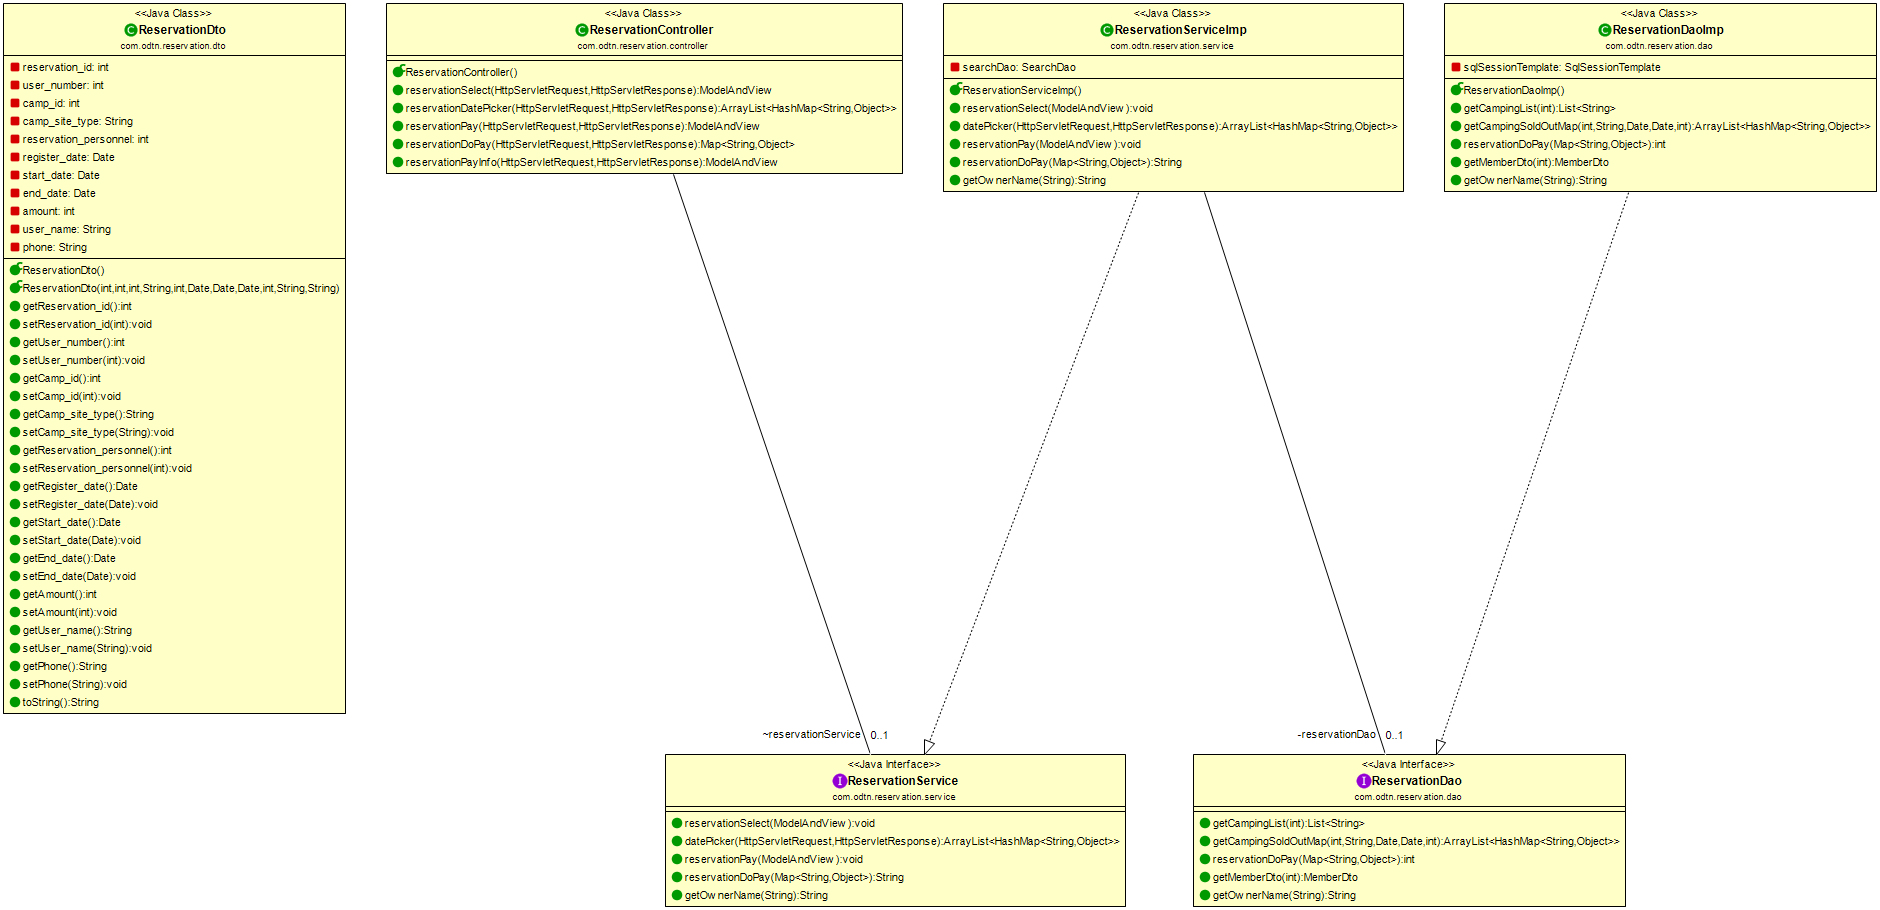 <<Java Class>>
ReservationDto
com.odtn.reservation.dto
reservation_id: int
user_number: int
camp_id: int
camp_site_type: String
reservation_personnel: int
register_date: Date
start_date: Date
end_date: Date
amount: int
user_name: String
phone: String
ReservationDto()
ReservationDto(int,int,int,String,int,Date,Date,Date,int,String,String)
getReservation_id():int
setReservation_id(int):void
getUser_number():int
setUser_number(int):void
getCamp_id():int
setCamp_id(int):void
getCamp_site_type():String
setCamp_site_type(String):void
getReservation_personnel():int
setReservation_personnel(int):void
getRegister_date():Date
setRegister_date(Date):void
getStart_date():Date
setStart_date(Date):void
getEnd_date():Date
setEnd_date(Date):void
getAmount():int
setAmount(int):void
getUser_name():String
setUser_name(String):void
getPhone():String
setPhone(String):void
toString():String
<<Java Class>>
ReservationController
com.odtn.reservation.controller
ReservationController()
reservationSelect(HttpServletRequest,HttpServletResponse):ModelAndView
reservationDatePicker(HttpServletRequest,HttpServletResponse):ArrayList<HashMap<String,Object>>
reservationPay(HttpServletRequest,HttpServletResponse):ModelAndView
reservationDoPay(HttpServletRequest,HttpServletResponse):Map<String,Object>
reservationPayInfo(HttpServletRequest,HttpServletResponse):ModelAndView
<<Java Class>>
ReservationServiceImp
com.odtn.reservation.service
searchDao: SearchDao
ReservationServiceImp()
reservationSelect(ModelAndView):void
datePicker(HttpServletRequest,HttpServletResponse):ArrayList<HashMap<String,Object>>
reservationPay(ModelAndView):void
reservationDoPay(Map<String,Object>):String
getOwnerName(String):String
<<Java Class>>
ReservationDaoImp
com.odtn.reservation.dao
sqlSessionTemplate: SqlSessionTemplate
ReservationDaoImp()
getCampingList(int):List<String>
getCampingSoldOutMap(int,String,Date,Date,int):ArrayList<HashMap<String,Object>>
reservationDoPay(Map<String,Object>):int
getMemberDto(int):MemberDto
getOwnerName(String):String
~reservationService 0..1
-reservationDao 0..1
<<Java Interface>>
ReservationService
com.odtn.reservation.service
reservationSelect(ModelAndView):void
datePicker(HttpServletRequest,HttpServletResponse):ArrayList<HashMap<String,Object>>
reservationPay(ModelAndView):void
reservationDoPay(Map<String,Object>):String
getOwnerName(String):String
<<Java Interface>>
ReservationDao
com.odtn.reservation.dao
getCampingList(int):List<String>
getCampingSoldOutMap(int,String,Date,Date,int):ArrayList<HashMap<String,Object>>
reservationDoPay(Map<String,Object>):int
getMemberDto(int):MemberDto
getOwnerName(String):String